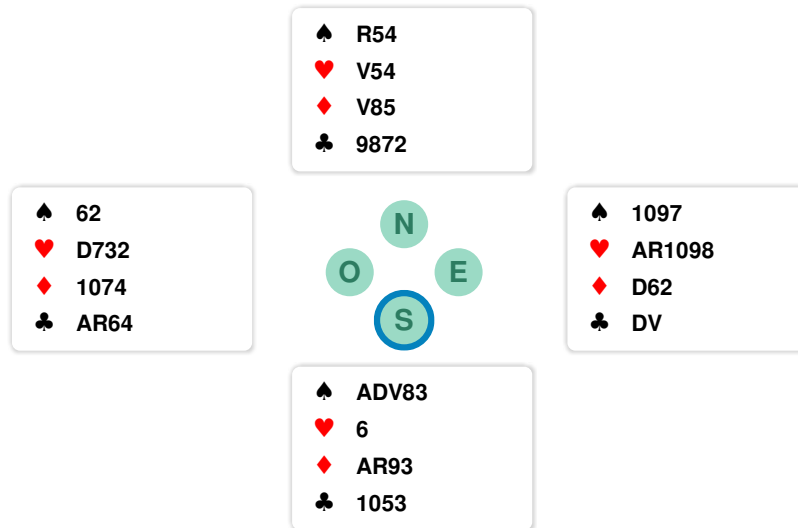 ♠ R54
♥ V54
♦ V85
♣ 9872
♠ 62
♥ D732
♦ 1074
♣ AR64
N
O E
S
♠ 1097
♥ AR1098
♦ D62
♣ DV
♠ ADV83
♥ 6
♦ AR93
♣ 1053